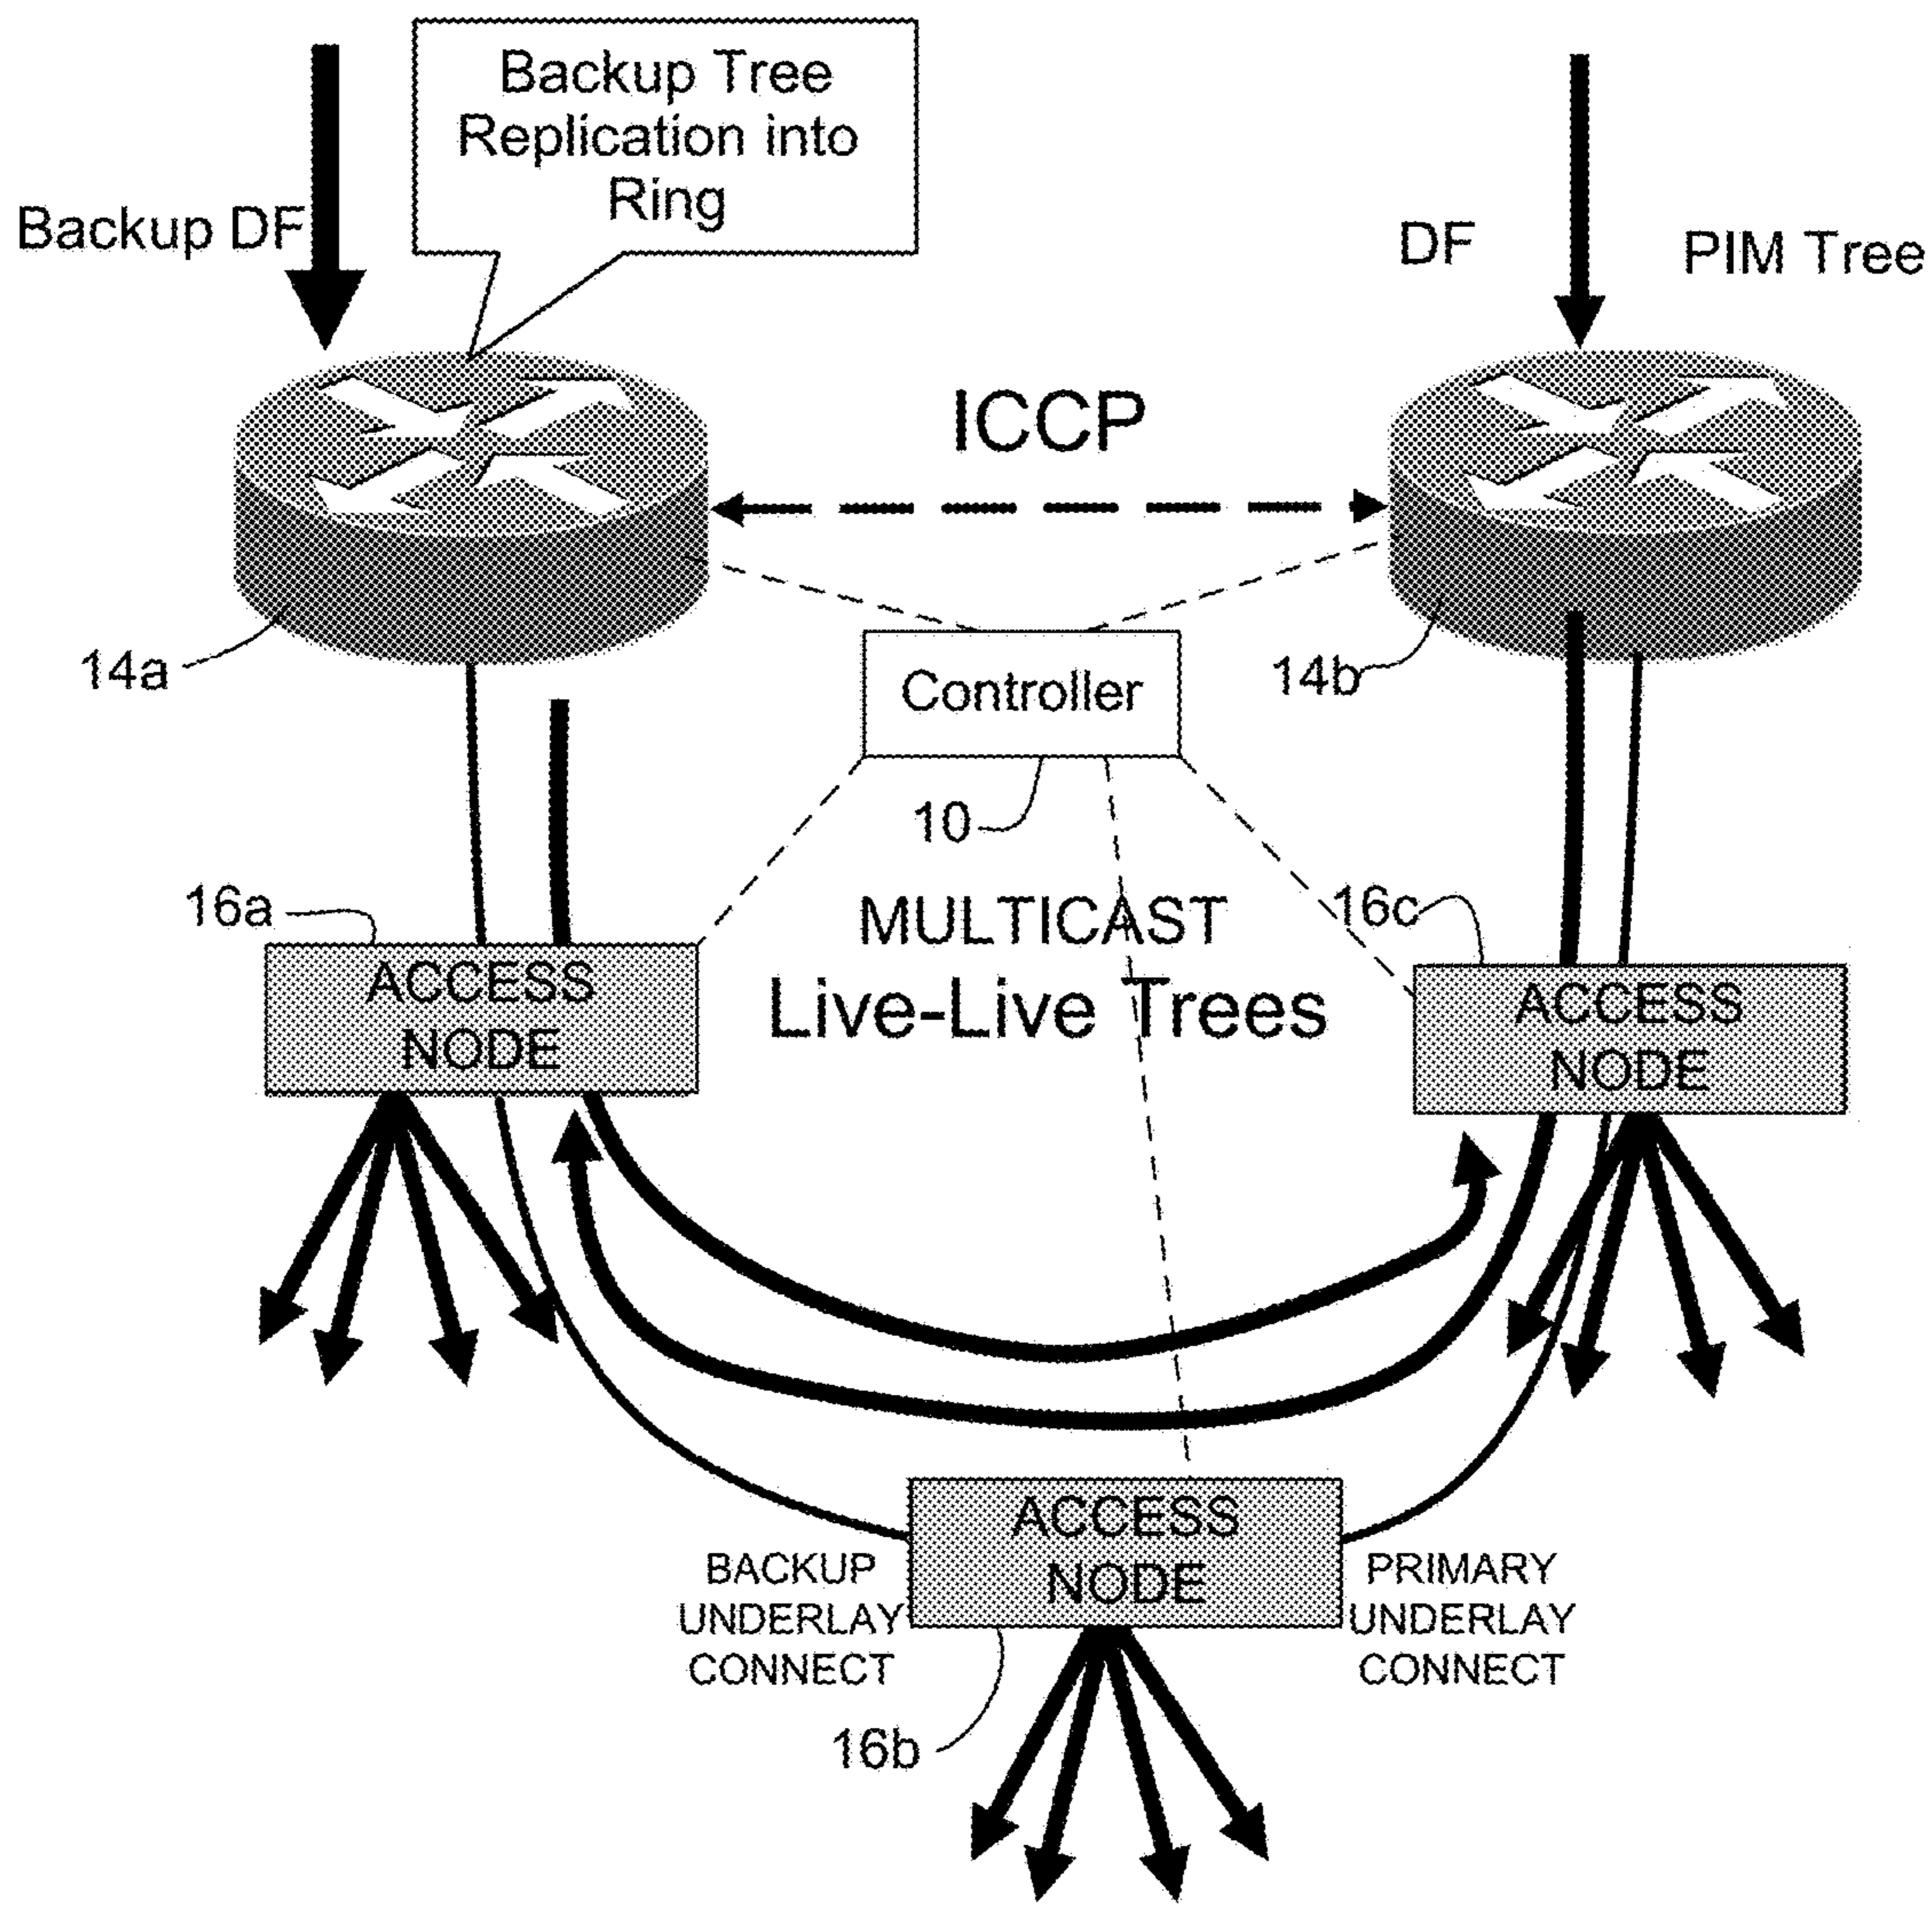 Backup Tree
Replication into
Ring
Backup DF
DF
PIM Tree
ICCP
14a
Controller
14b
10
16a
MULTICAST
16c
ACCESS
NODE
Live-Live Trees
ACCESS
NODE
ACCESS
NODE
BACKUP
UNDERLAY
CONNECT
PRIMARY
UNDERLAY
CONNECT
16b